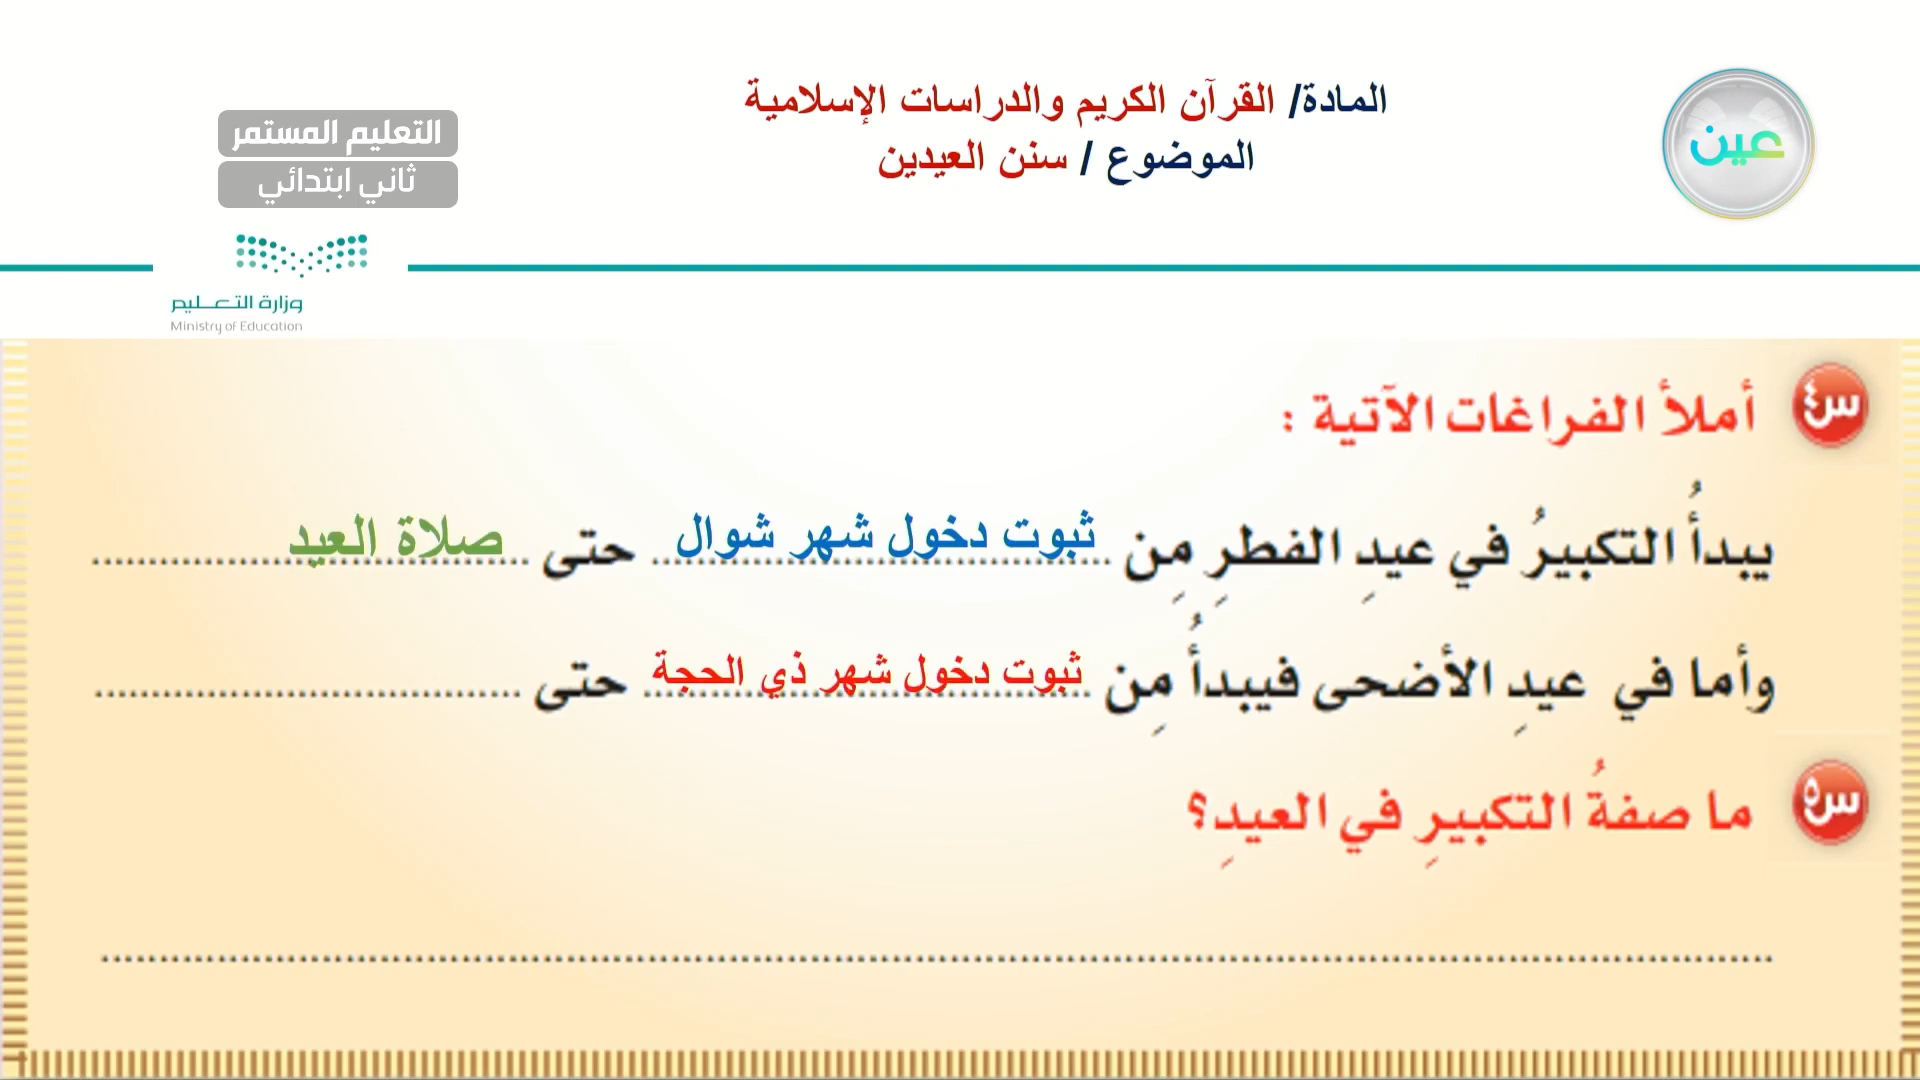 المادة/ القرآن الكريم والدراسات الإسلامية
الموضوع / سنن العيدين
عين
التعليم المستمر
ثاني ابتدائي
وزارة التعليم
Ministry of Education
س٤ أملأ الفراغات الآتية :
يبدأُ التكبيرُ في عيدِ الفطرِ مِن ثبوت دخول شهر شوال حتى صلاة العيد
وأما في عيدِ الأضحى فيبدأُ مِن ثبوت دخول شهر ذي الحجة حتى ........................
س٥ ما صفةُ التكبيرِ في العيدِ؟